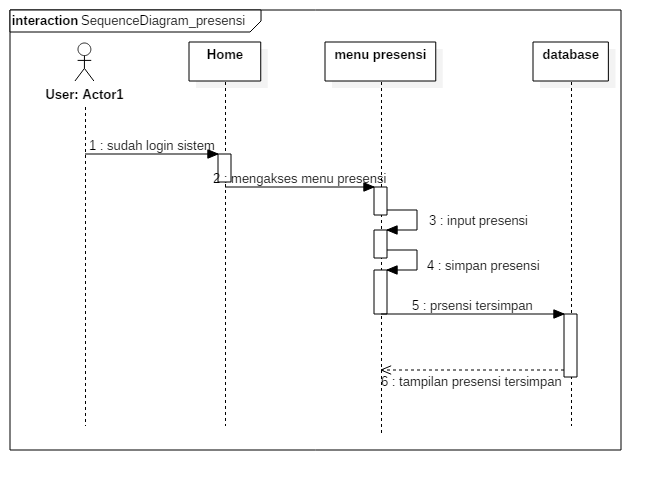 interaction SequenceDiagram_presensi
Home
menu presensi
database
User: Actor1
1 : sudah login sistem
2 : mengakses menu presensi
3 : input presensi
4 : simpan presensi
5 : prsensi tersimpan
6 : tampilan presensi tersimpan